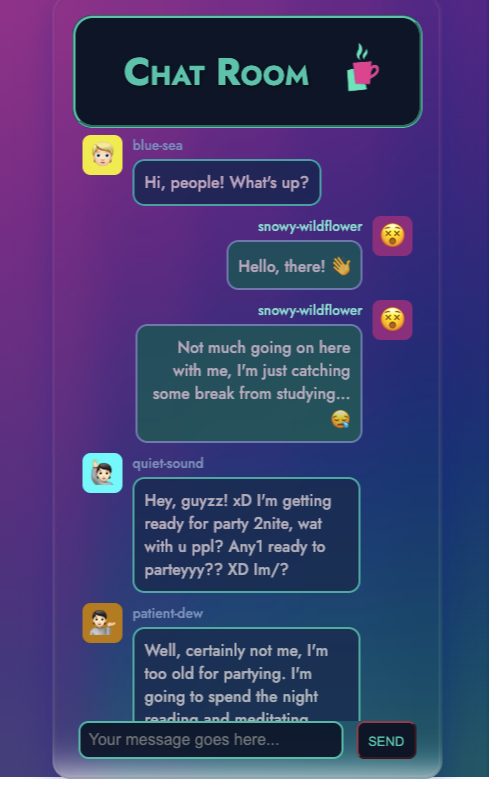 Chat Room
blue-sea
Hi, people! What's up?
snowy-wildflower
Hello, there! 👋
snowy-wildflower
Not much going on here
with me, I'm just catching
some break from studying...
😪
quiet-sound
Hey, guyzz! xD I'm getting
ready for party 2nite, wat
with u ppl? Any1 ready to
parteyyy?? XD lm/?
patient-dew
Well, certainly not me, I'm
too old for partying. I'm
going to spend the night
reading and meditating
Your message goes here...
SEND